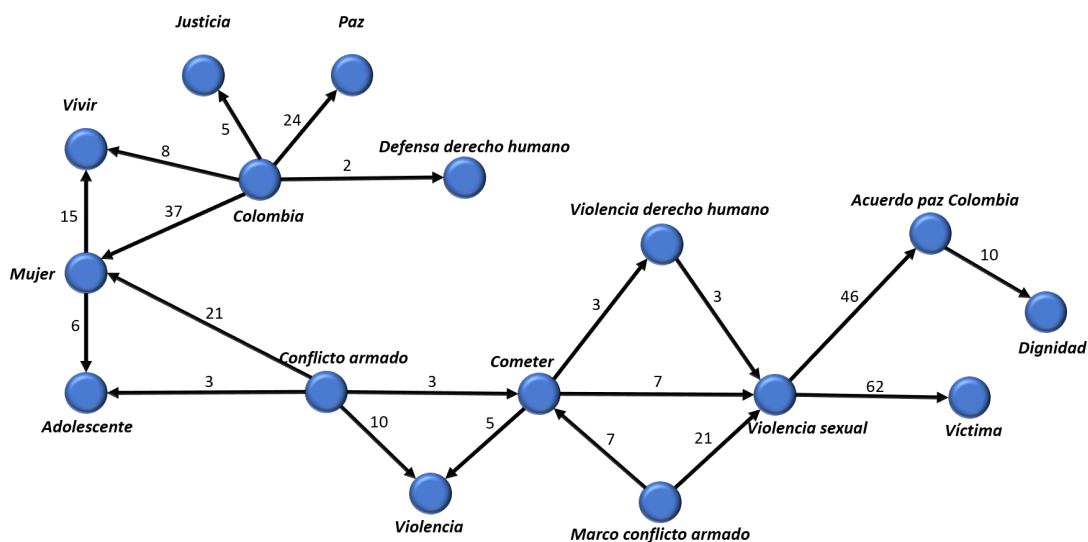 Justicia
Paz
Vivir
5
24
8
Defensa derecho humano
2
15
37
Colombia
Violencia derecho humano
Acuerdo paz Colombia
10
Mujer
6
21
3
3
46
Dignidad
Conflicto armado
Cometer
3
3
7
62
Adolescente
10
5
7
21
Violencia sexual
Víctima
Violencia
Marco conflicto armado